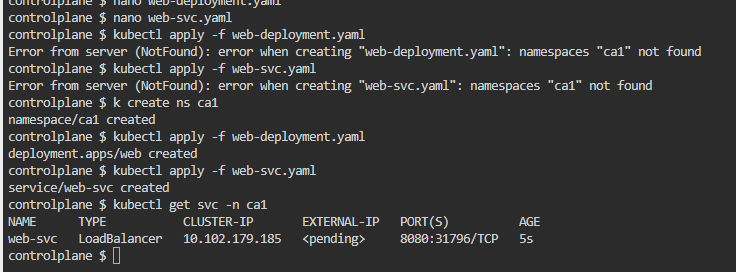 controlplane $ nano web-deployment.yaml
controlplane $ nano web-svc.yaml
controlplane $ kubectl apply -f web-deployment.yaml
Error from server (NotFound): error when creating "web-deployment.yaml": namespaces "ca1" not found
controlplane $ kubectl apply -f web-svc.yaml
Error from server (NotFound): error when creating "web-svc.yaml": namespaces "ca1" not found
controlplane $ k create ns ca1
namespace/ca1 created
controlplane $ kubectl apply -f web-deployment.yaml
deployment.apps/web created
controlplane $ kubectl apply -f web-svc.yaml
service/web-svc created
controlplane $ kubectl get svc -n ca1
NAME TYPE CLUSTER-IP EXTERNAL-IP PORT(S) AGE
web-svc LoadBalancer 10.102.179.185 <pending> 8080:31796/TCP 5s
controlplane $